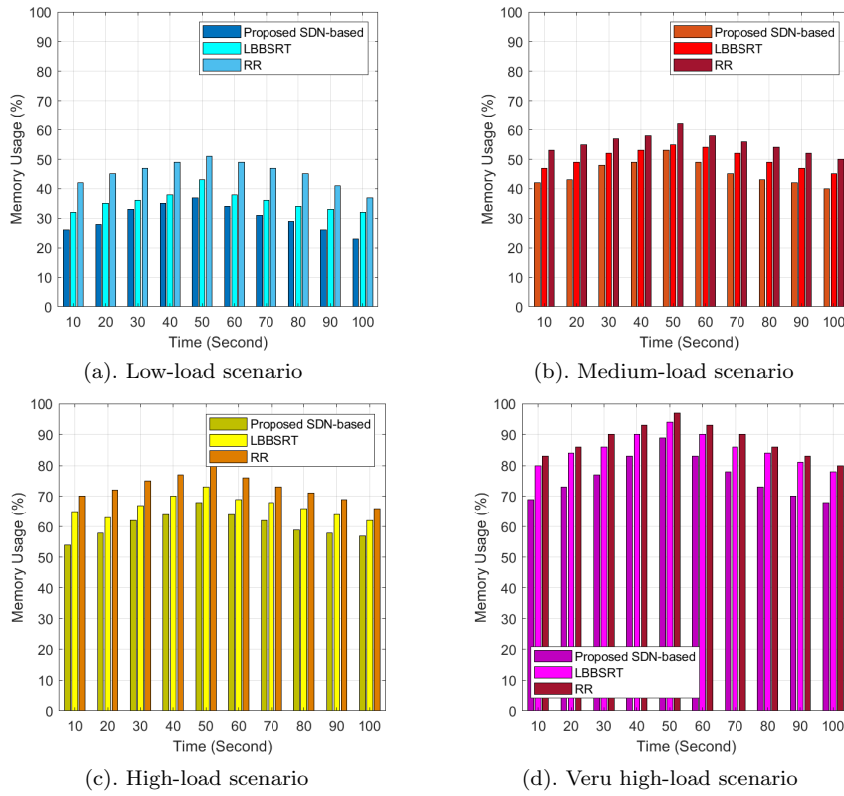 100
90
80
70
60
50
40
30
20
10
0
Memory Usage (%)
Proposed SDN-based
LBBSRT
RR
10 20 30 40 50 60 70 80 90 100
Time (Second)
(a). Low-load scenario
100
90
80
70
60
50
40
30
20
10
0
Memory Usage (%)
Proposed SDN-based
LBBSRT
RR
10 20 30 40 50 60 70 80 90 100
Time (Second)
(b). Medium-load scenario
100
90
80
70
60
50
40
30
20
10
0
Memory Usage (%)
Proposed SDN-based
LBBSRT
RR
10 20 30 40 50 60 70 80 90 100
Time (Second)
(c). High-load scenario
100
90
80
70
60
50
40
30
20
10
0
Memory Usage (%)
Proposed SDN-based
LBBSRT
RR
10 20 30 40 50 60 70 80 90 100
Time (Second)
(d). Veru high-load scenario